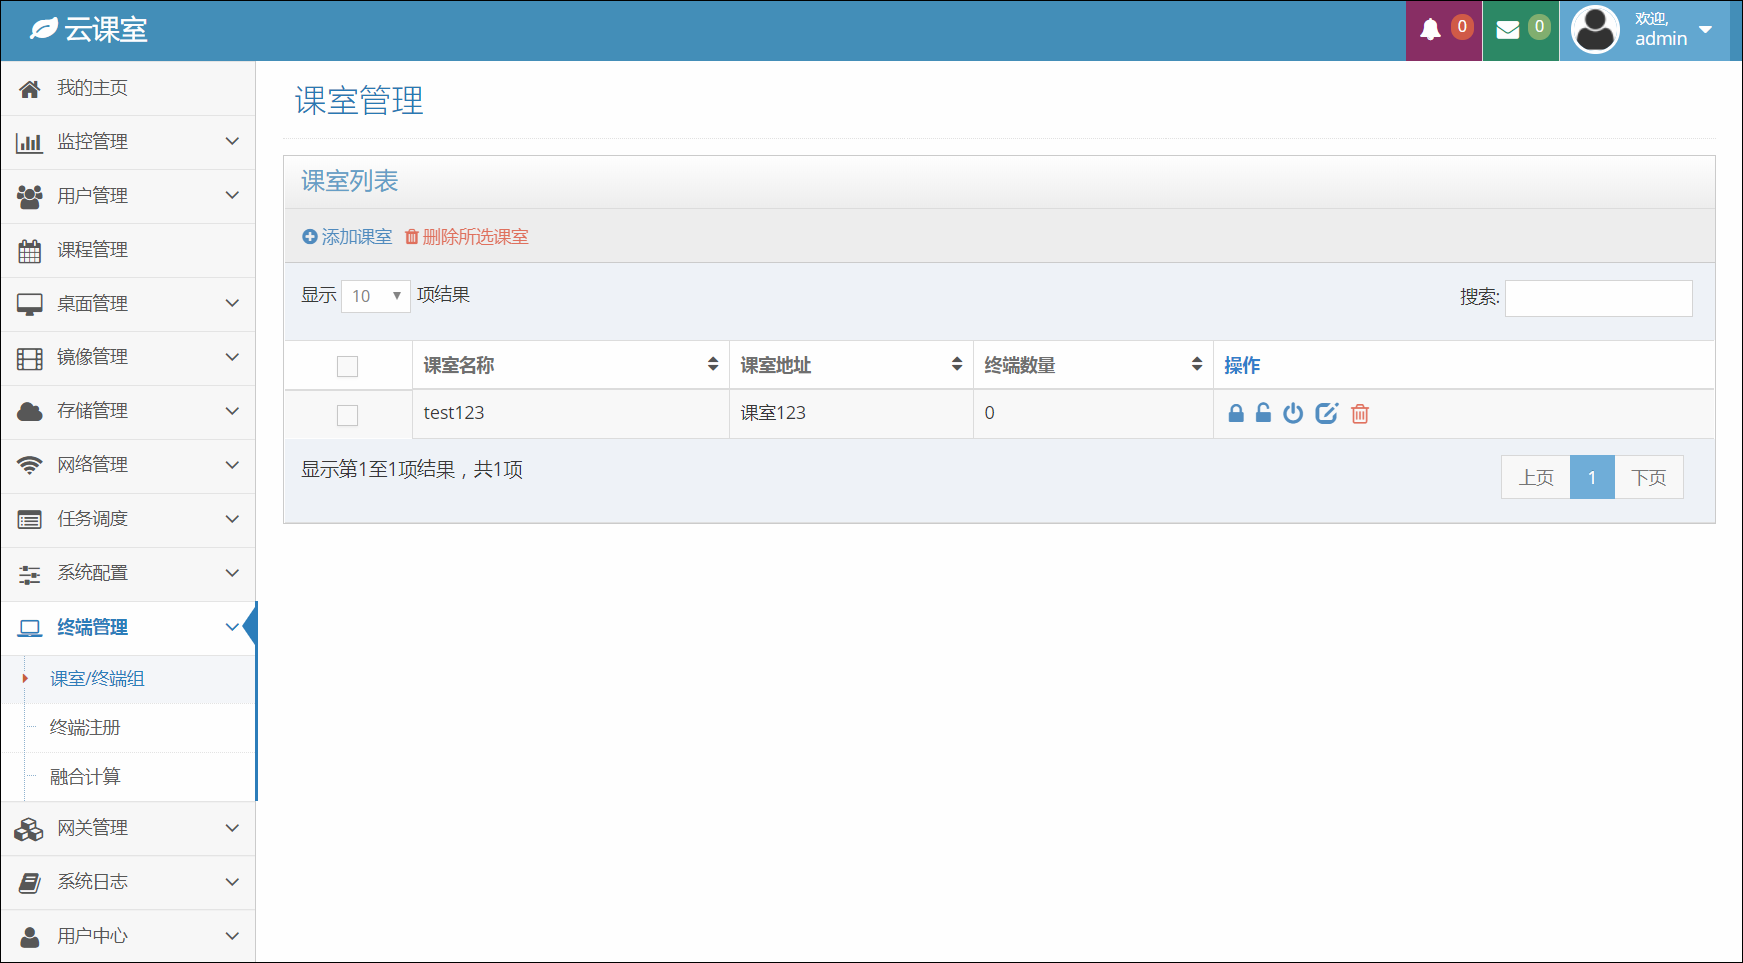 云课室
0
0
欢迎,
admin
我的主页
监控管理
用户管理
课程管理
桌面管理
镜像管理
存储管理
网络管理
任务调度
系统配置
终端管理
课室/终端组
终端注册
融合计算
网关管理
系统日志
用户中心
课室管理
课室列表
添加课室 删除所选课室
显示 10 项结果
搜索:
课室名称 课室地址 终端数量 操作
test123 课室123 0
显示第1至1项结果，共1项
上页 1 下页